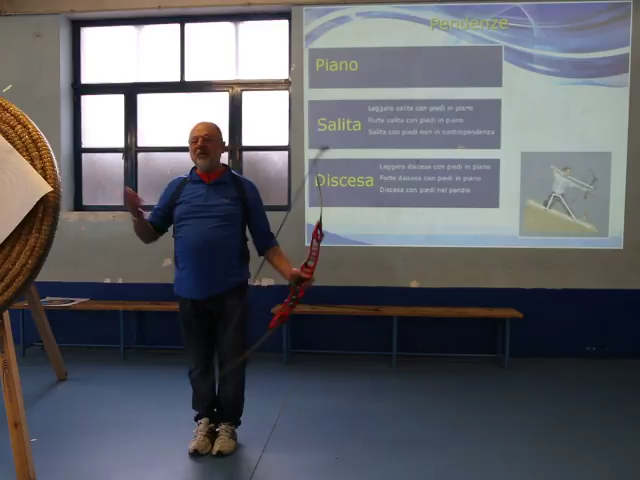 Pendenze
Piano
Salita
Leggera salita con piedi in piano
Forte salita con piedi in piano
Salita con piedi non in contropendenza
Discesa
Leggera discesa con piedi in piano
Forte discesa con piedi in piano
Discesa con piedi nel pendio